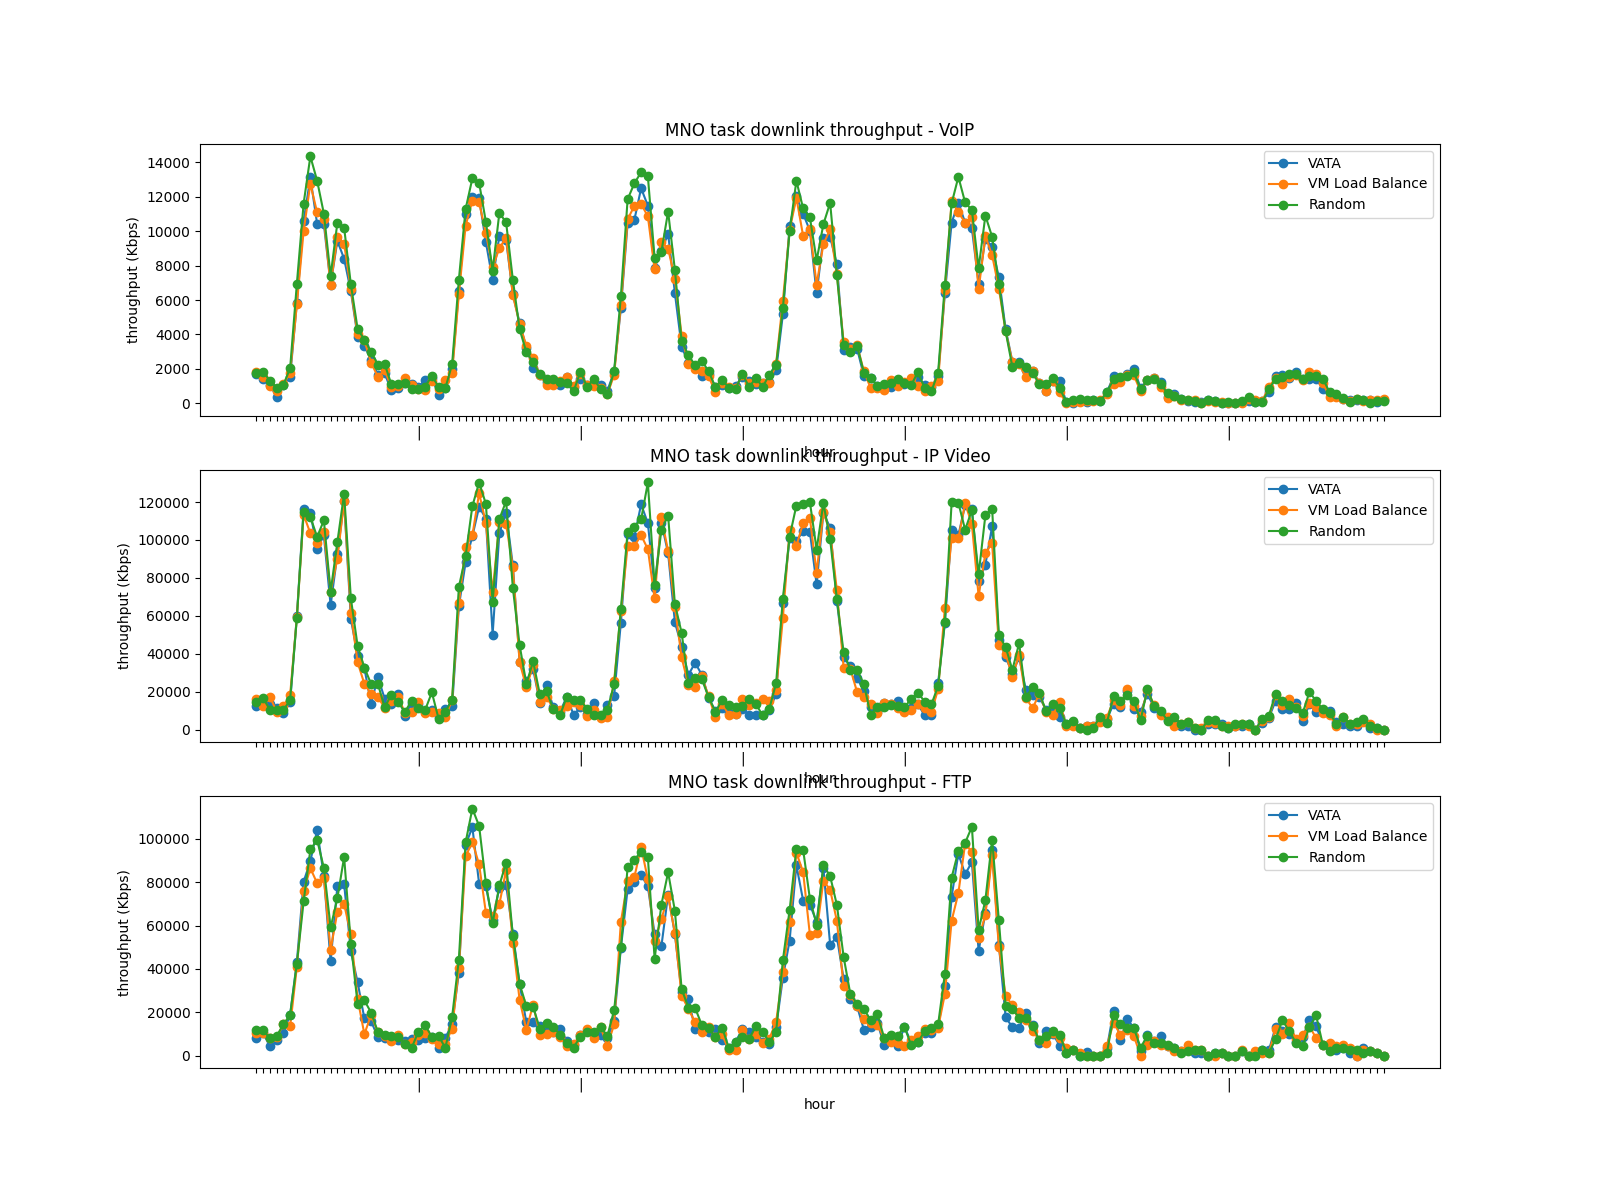 MNO task downlink throughput - VoIP
throughput (Kbps)
14000
12000
10000
8000
6000
4000
2000
0
VATA
VM Load Balance
Random
hour
MNO task downlink throughput - IP Video
throughput (Kbps)
120000
100000
80000
60000
40000
20000
0
VATA
VM Load Balance
Random
hour
MNO task downlink throughput - FTP
throughput (Kbps)
100000
80000
60000
40000
20000
0
VATA
VM Load Balance
Random
hour